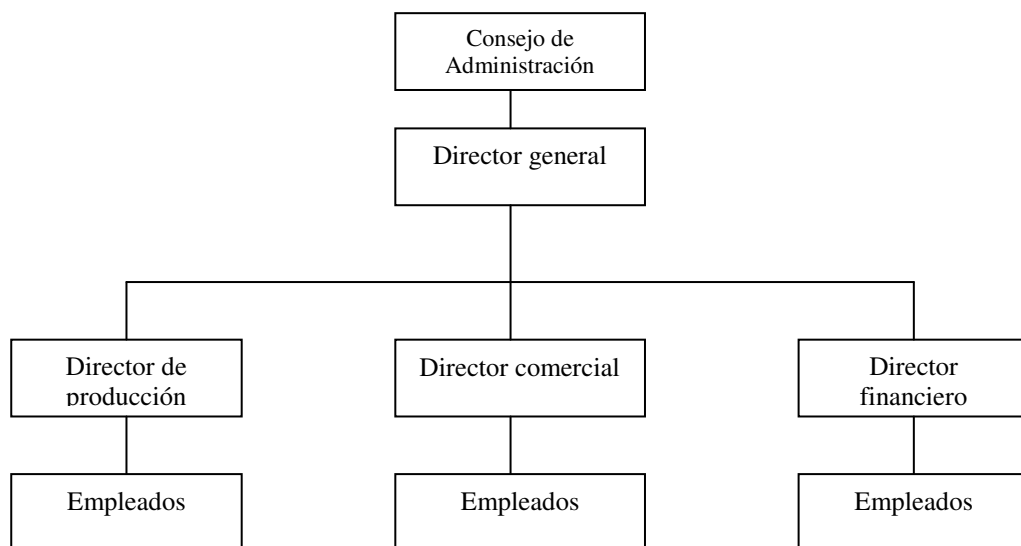 Consejo de
Administración
Director general
Director de
producción
Director comercial
Director
financiero
Empleados
Empleados
Empleados